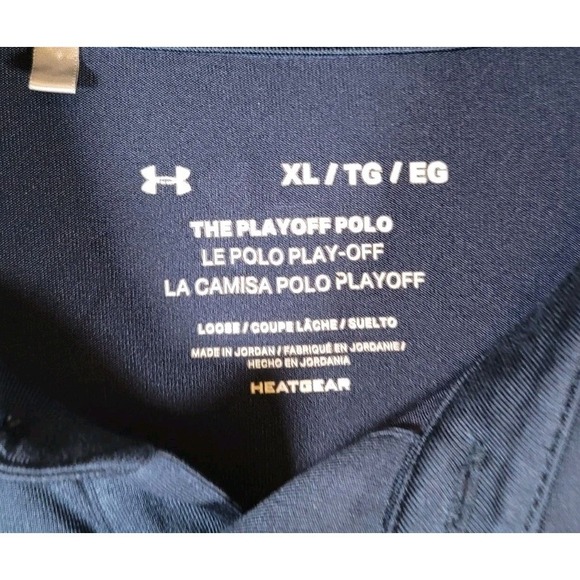 XL / TG / EG
THE PLAYOFF POLO
LE POLO PLAY-OFF
LA CAMISA POLO PLAYOFF
LOOSE / COUPE LÂCHE / SUELTO
MADE IN JORDAN / FABRIQUÉ EN JORDANIE /
HECHO EN JORDANIA
HEATGEAR